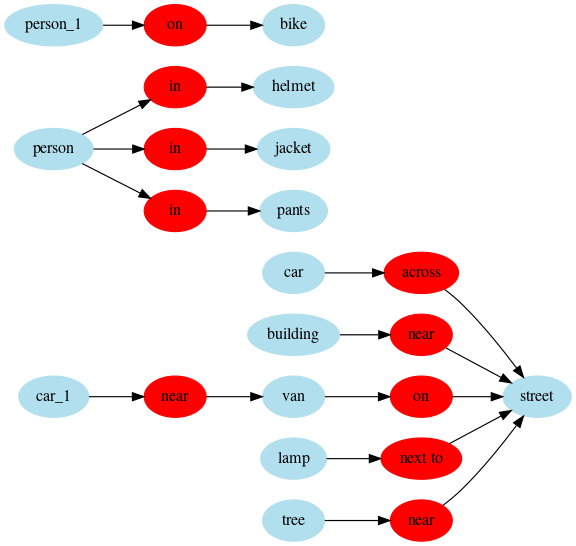 person_1 on bike
in helmet
person in jacket
in pants
car across
building near
car_1 near van on street
lamp next to
tree near